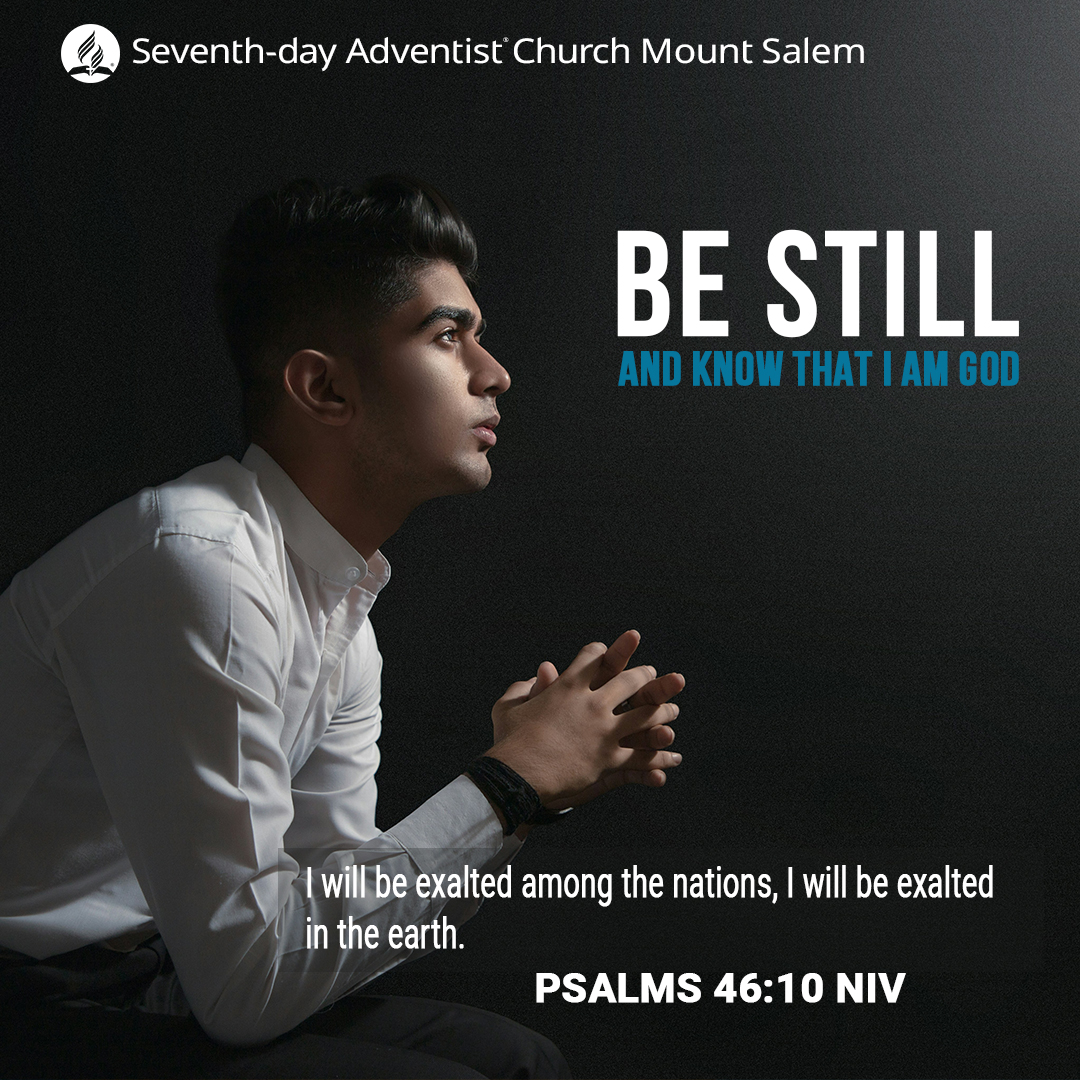 Seventh-day Adventist® Church Mount Salem
BE STILL
AND KNOW THAT I AM GOD
I will be exalted among the nations, I will be exalted
in the earth.
PSALMS 46:10 NIV